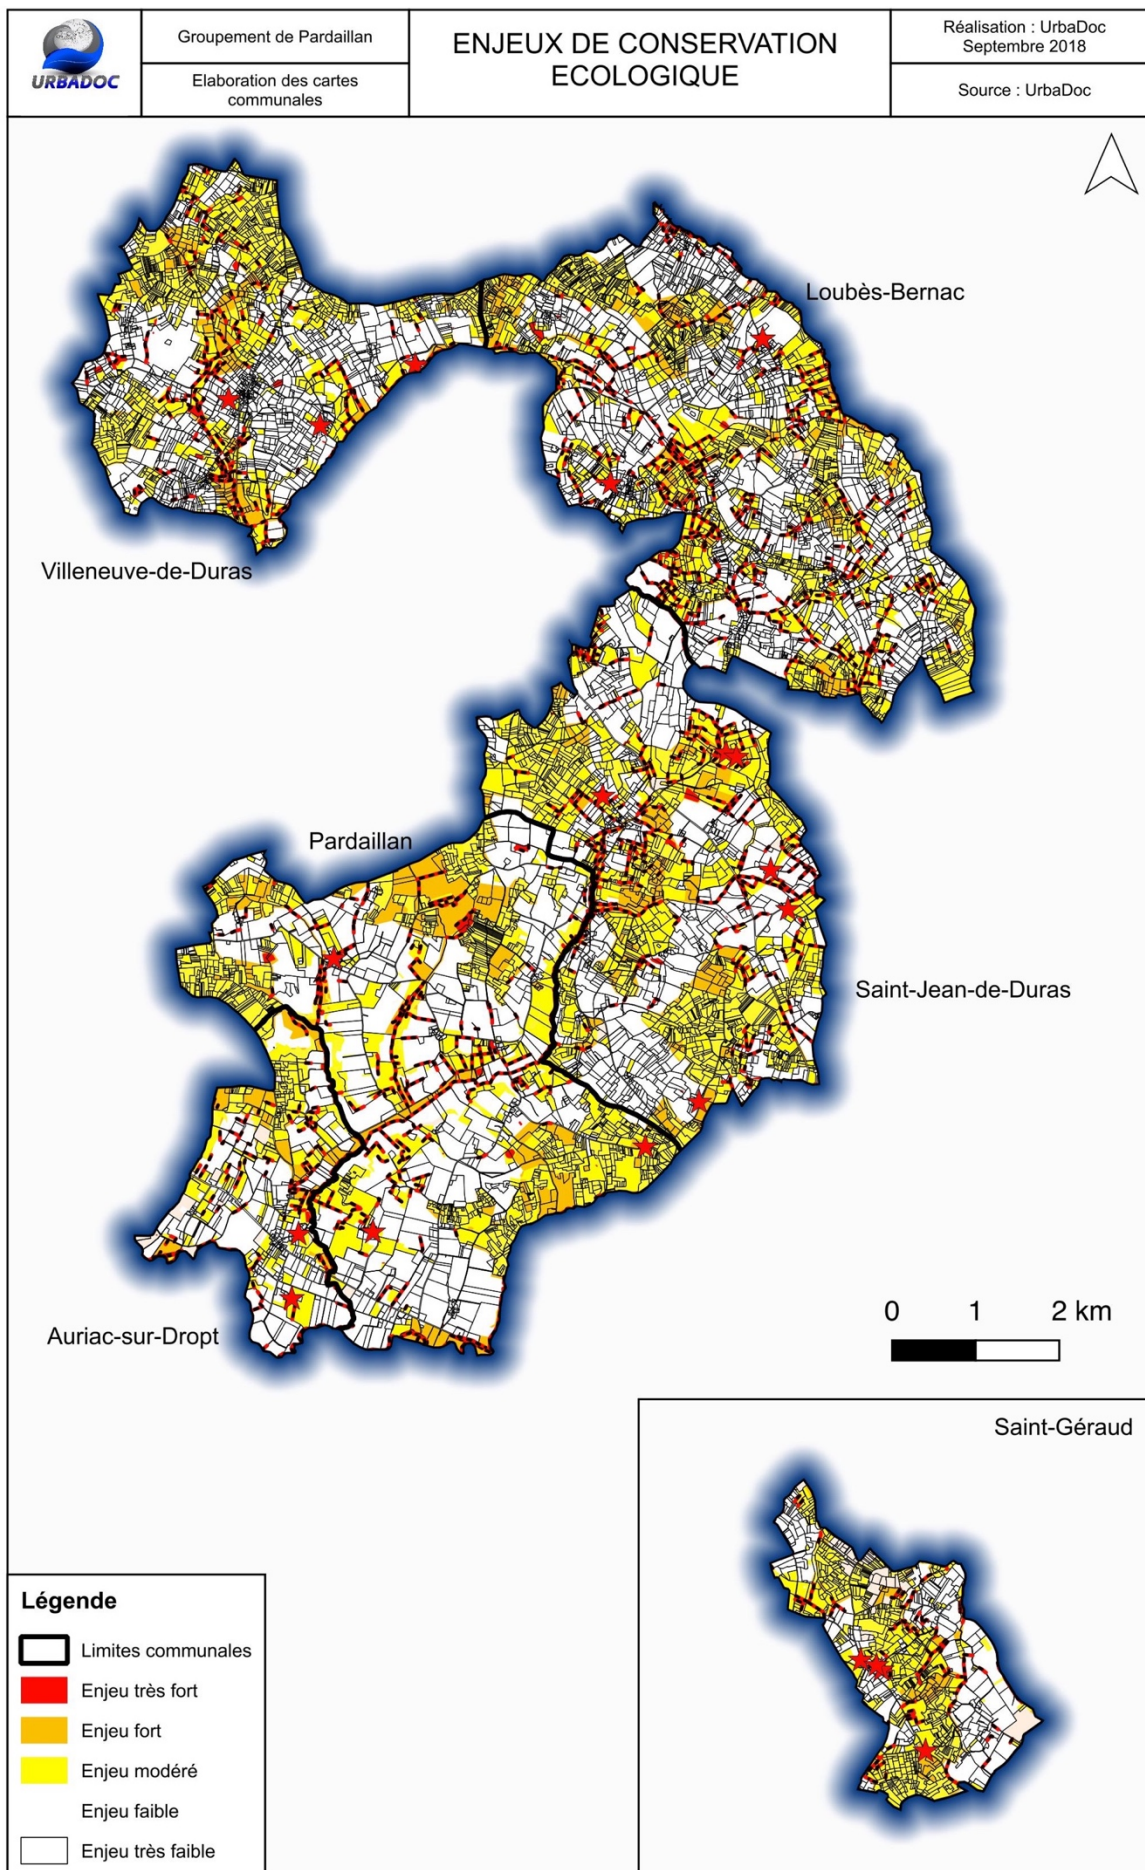 URBADOC
Groupement de Pardaillan
Elaboration des cartes
communales
ENJEUX DE CONSERVATION
ECOLOGIQUE
Réalisation : UrbaDoc
Septembre 2018
Source : UrbaDoc
Loubès-Bernac
Villeneuve-de-Duras
Pardaillan
Saint-Jean-de-Duras
Auriac-sur-Dropt
0 1 2 km
Saint-Géraud
Légende
Limites communales
Enjeu très fort
Enjeu fort
Enjeu modéré
Enjeu faible
Enjeu très faible